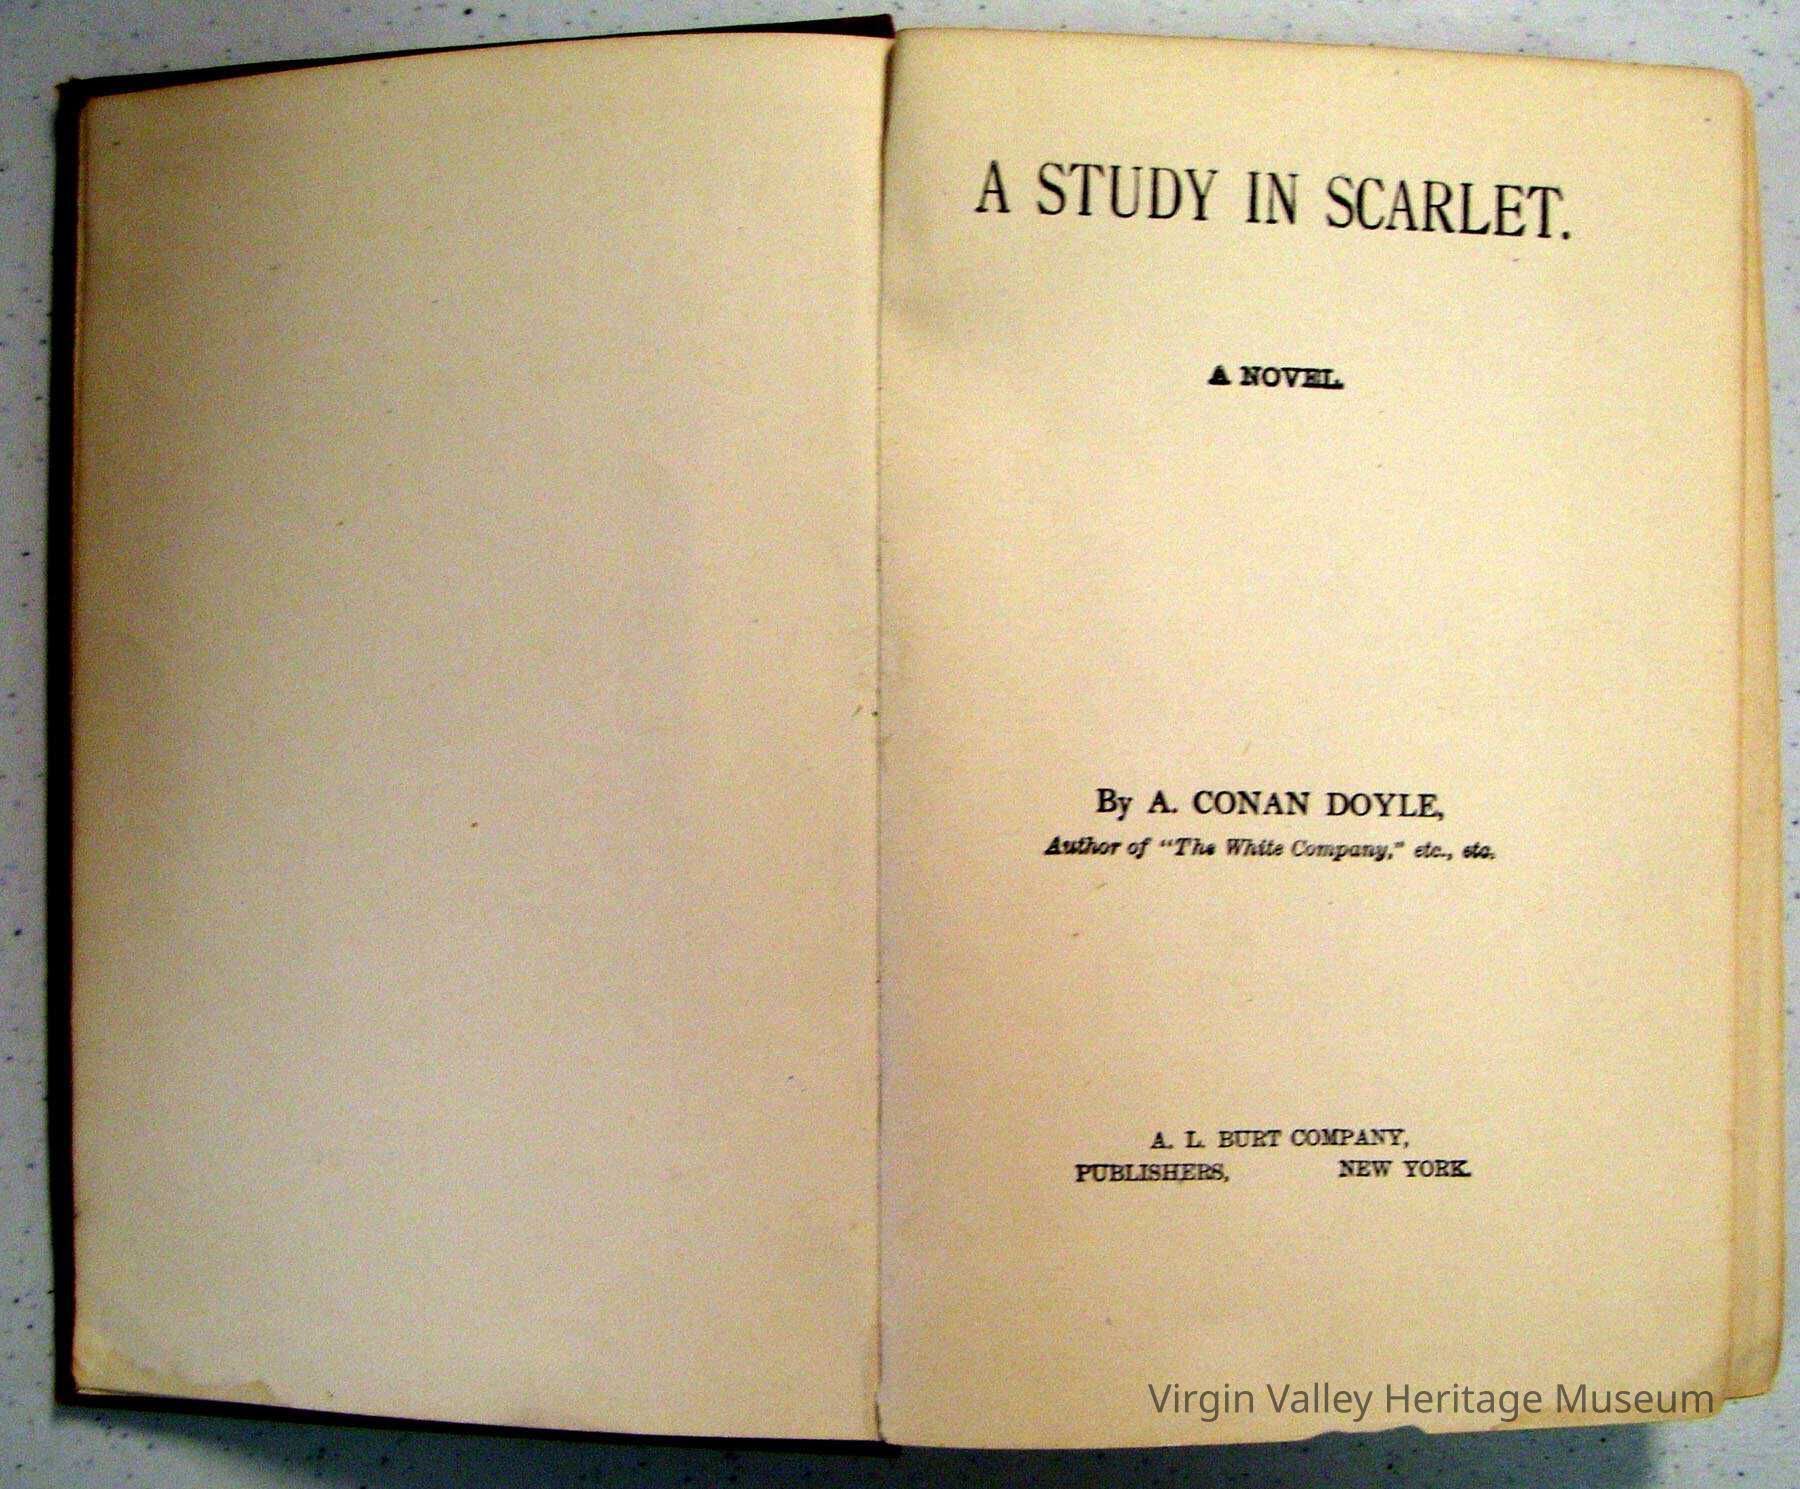 A STUDY IN SCARLET.
A NOVEL.
By A. CONAN DOYLE,
Author of "The White Company," etc., etc.
A. L. BURT COMPANY,
PUBLISHERS, NEW YORK.
Virgin Valley Heritage Museum